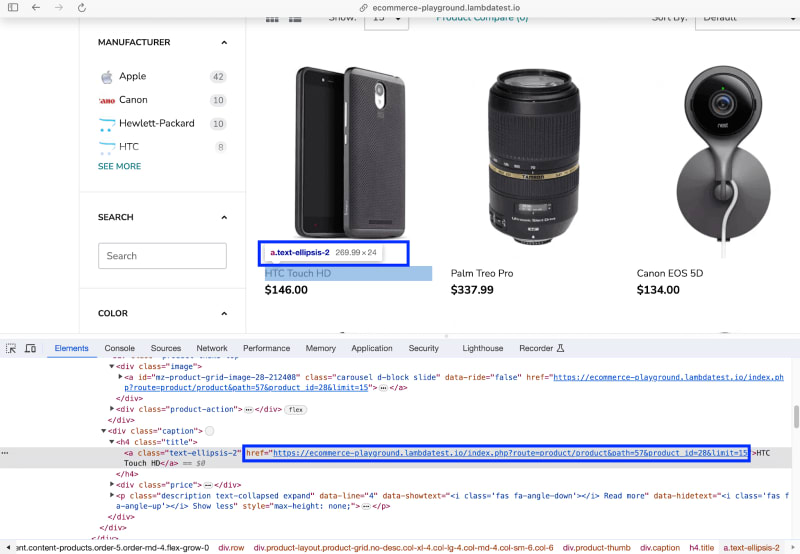 ecommerce-playground.lambdatest.io
Show: 15 Product Compare (0) Sort By: Default
MANUFACTURER
Apple 42
Canon 10
Hewlett-Packard 10
HTC 8
SEE MORE
SEARCH
Search
COLOR
nest
TAMRON
a.text-ellipsis-2 269.99 × 24
HTC Touch HD
$146.00
Palm Treo Pro
$337.99
Canon EOS 5D
$134.00
Elements Console Sources Network Performance Memory Application Security Lighthouse Recorder
<div class="image">
<a id="mz-product-grid-image-28-212408" class="carousel d-block slide" data-ride="false" href="https://ecommerce-playground.lambdatest.io/index.ph
p?route=product/product&path=57&product_id=28&limit=15">…</a>
</div>
<div class="product-action">…</div> flex
</div>
<div class="caption">
<h4 class="title">
<a class="text-ellipsis-2" href="https://ecommerce-playground.lambdatest.io/index.php?route=product/product&path=57&product_id=28&limit=15">HTC
Touch HD</a> == $0
</h4>
<div class="price">…</div>
<p class="description text-collapsed expand" data-line="4" data-showtext="<i class='fas fa-angle-down'></i> Read more" data-hidetext="<i class='fas f
a-angle-up'></i> Show less" style="max-height: none;">…</p>
</div>
</div>
ent.content-products.order-5.order-md-4.flex-grow-0 div.row div.product-layout.product-grid.no-desc.col-xl-4.col-lg-4.col-md-4.col-sm-6.col-6 div.product-thumb div.caption h4.title a.text-ellipsis-2